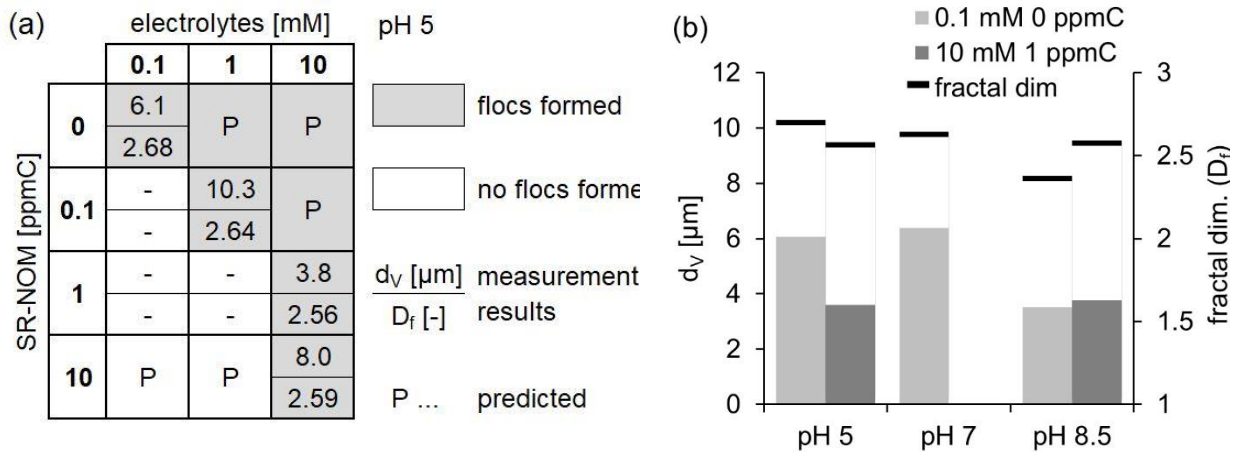 (a)
electrolytes [mM]
pH 5
0.1 1 10
SR-NOM [ppmC]
0
6.1
2.68
P
P
flocs formed
0.1
-
-
10.3
2.64
P
no flocs forme
1
-
-
-
-
3.8
2.56
dV [µm]
Df [-]
measurement
results
10
P
P
8.0
2.59
P ... predicted
(b)
0.1 mM 0 ppmC
10 mM 1 ppmC
fractal dim
dV [µm]
12
10
8
6
4
2
0
3
2.5
2
1.5
1
fractal dim. (Df)
pH 5 pH 7 pH 8.5